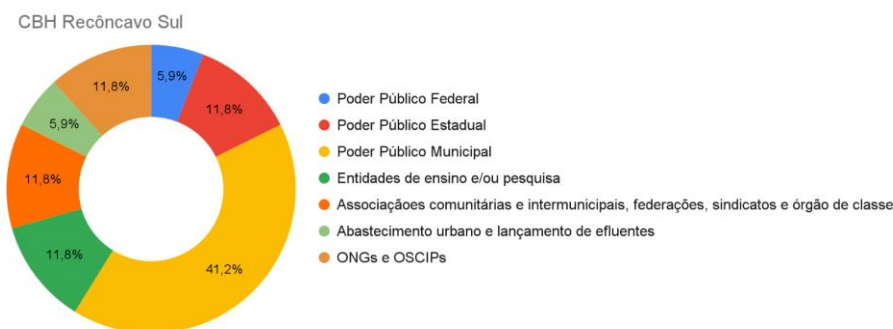 CBH Recôncavo Sul
5,9%
11,8%
41,2%
11,8%
11,8%
5,9%
11,8%
Poder Público Federal
Poder Público Estadual
Poder Público Municipal
Entidades de ensino e/ou pesquisa
Associaçãoes comunitárias e intermunicipais, federações, sindicatos e órgão de classe
Abastecimento urbano e lançamento de efluentes
ONGs e OSCIPs